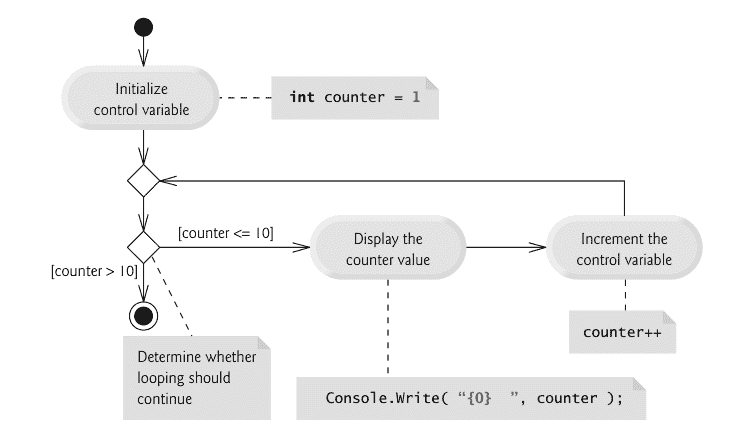 Initialize
control variable
int counter = 1
[counter <= 10]
Display the
counter value
Increment the
control variable
[counter > 10]
counter++
Determine whether
looping should
continue
Console.Write( “{0}  ”, counter );